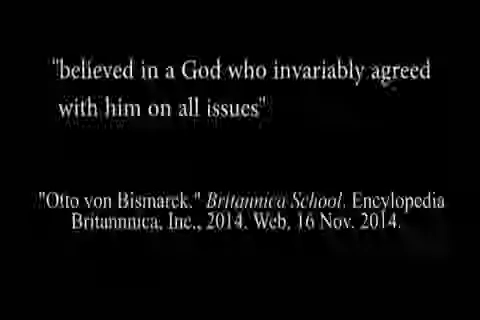 "believed in a God who invariably agreed
with him on all issues"
"Otto von Bismarck." Britannica School. Encylopedia
Britannnica, Inc., 2014. Web. 16 Nov. 2014.